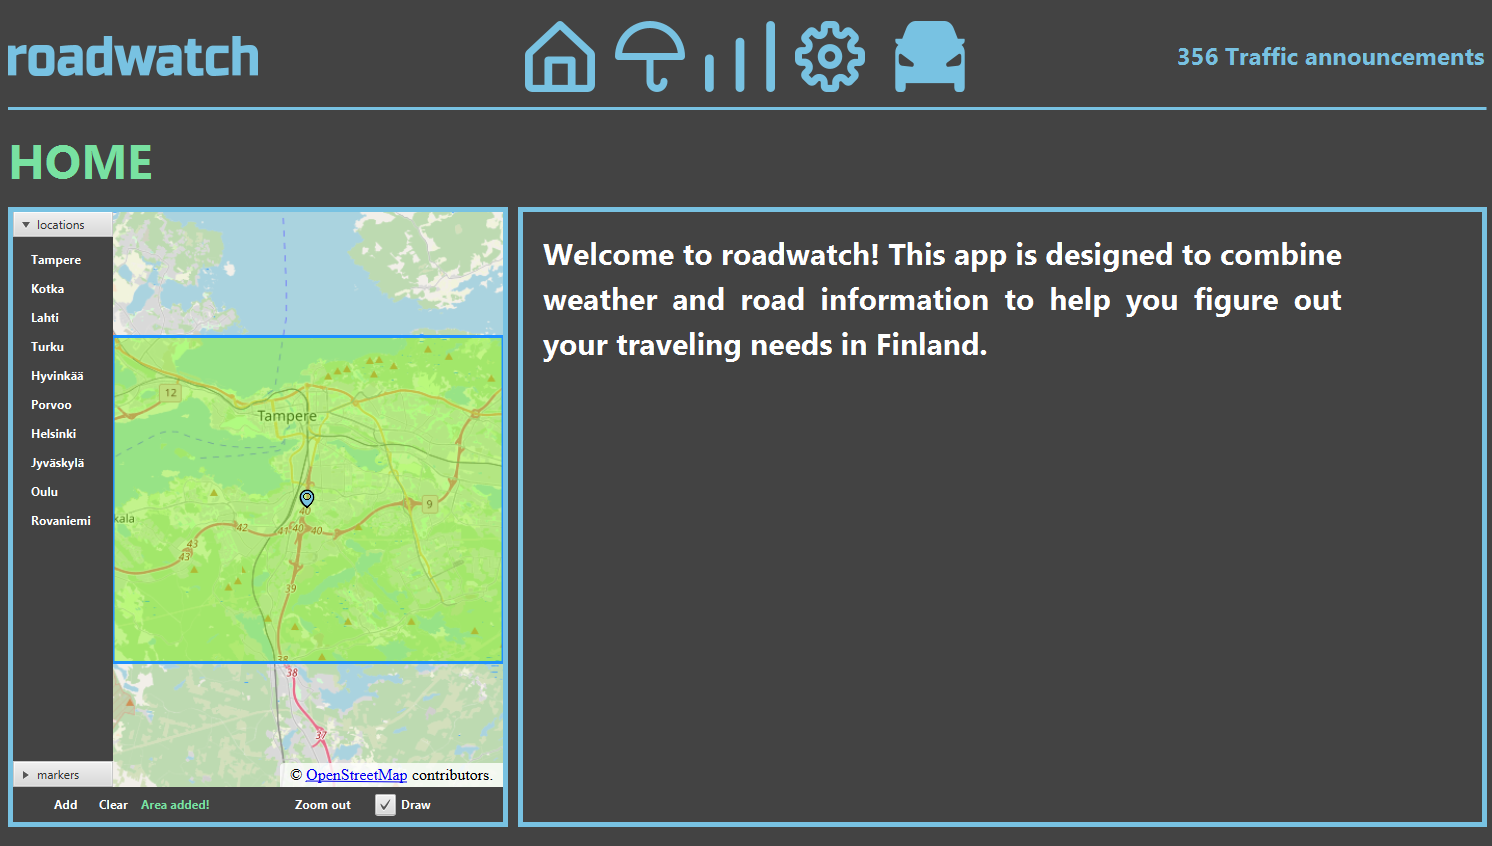 roadwatch
356 Traffic announcements
HOME
locations
Tampere
Kotka
Lahti
Turku
Hyvinkää
Porvoo
Helsinki
Jyväskylä
Oulu
Rovaniemi
markers
12
Tampere
9
kala
40
42
41
40
40
43
43
39
38
38
37
© OpenStreetMap contributors.
Add Clear Area added! Zoom out Draw
Welcome to roadwatch! This app is designed to combine
weather and road information to help you figure out
your traveling needs in Finland.